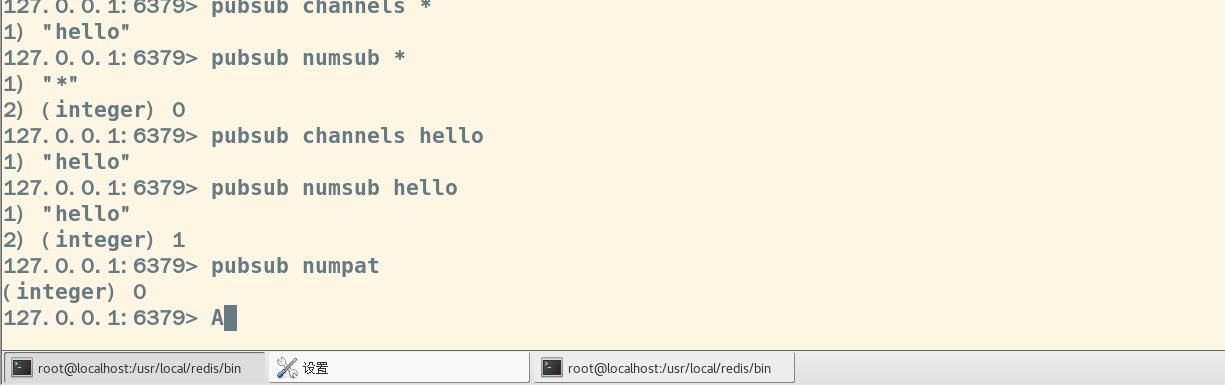 127.0.0.1:6379> pubsub channels *
1) "hello"
127.0.0.1:6379> pubsub numsub *
1) "*"
2) (integer) 0
127.0.0.1:6379> pubsub channels hello
1) "hello"
127.0.0.1:6379> pubsub numsub hello
1) "hello"
2) (integer) 1
127.0.0.1:6379> pubsub numpat
(integer) 0
127.0.0.1:6379> A
root@localhost:/usr/local/redis/bin 设置 root@localhost:/usr/local/redis/bin